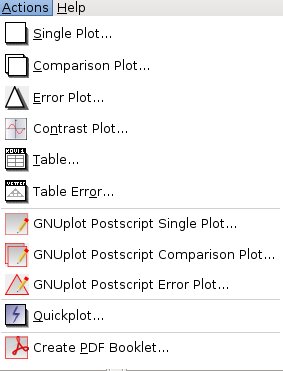 Actions Help
Single Plot...
Comparison Plot...
Error Plot...
Contrast Plot...
Table...
Table Error...
GNUplot Postscript Single Plot...
GNUplot Postscript Comparison Plot...
GNUplot Postscript Error Plot...
Quickplot...
Create PDF Booklet...